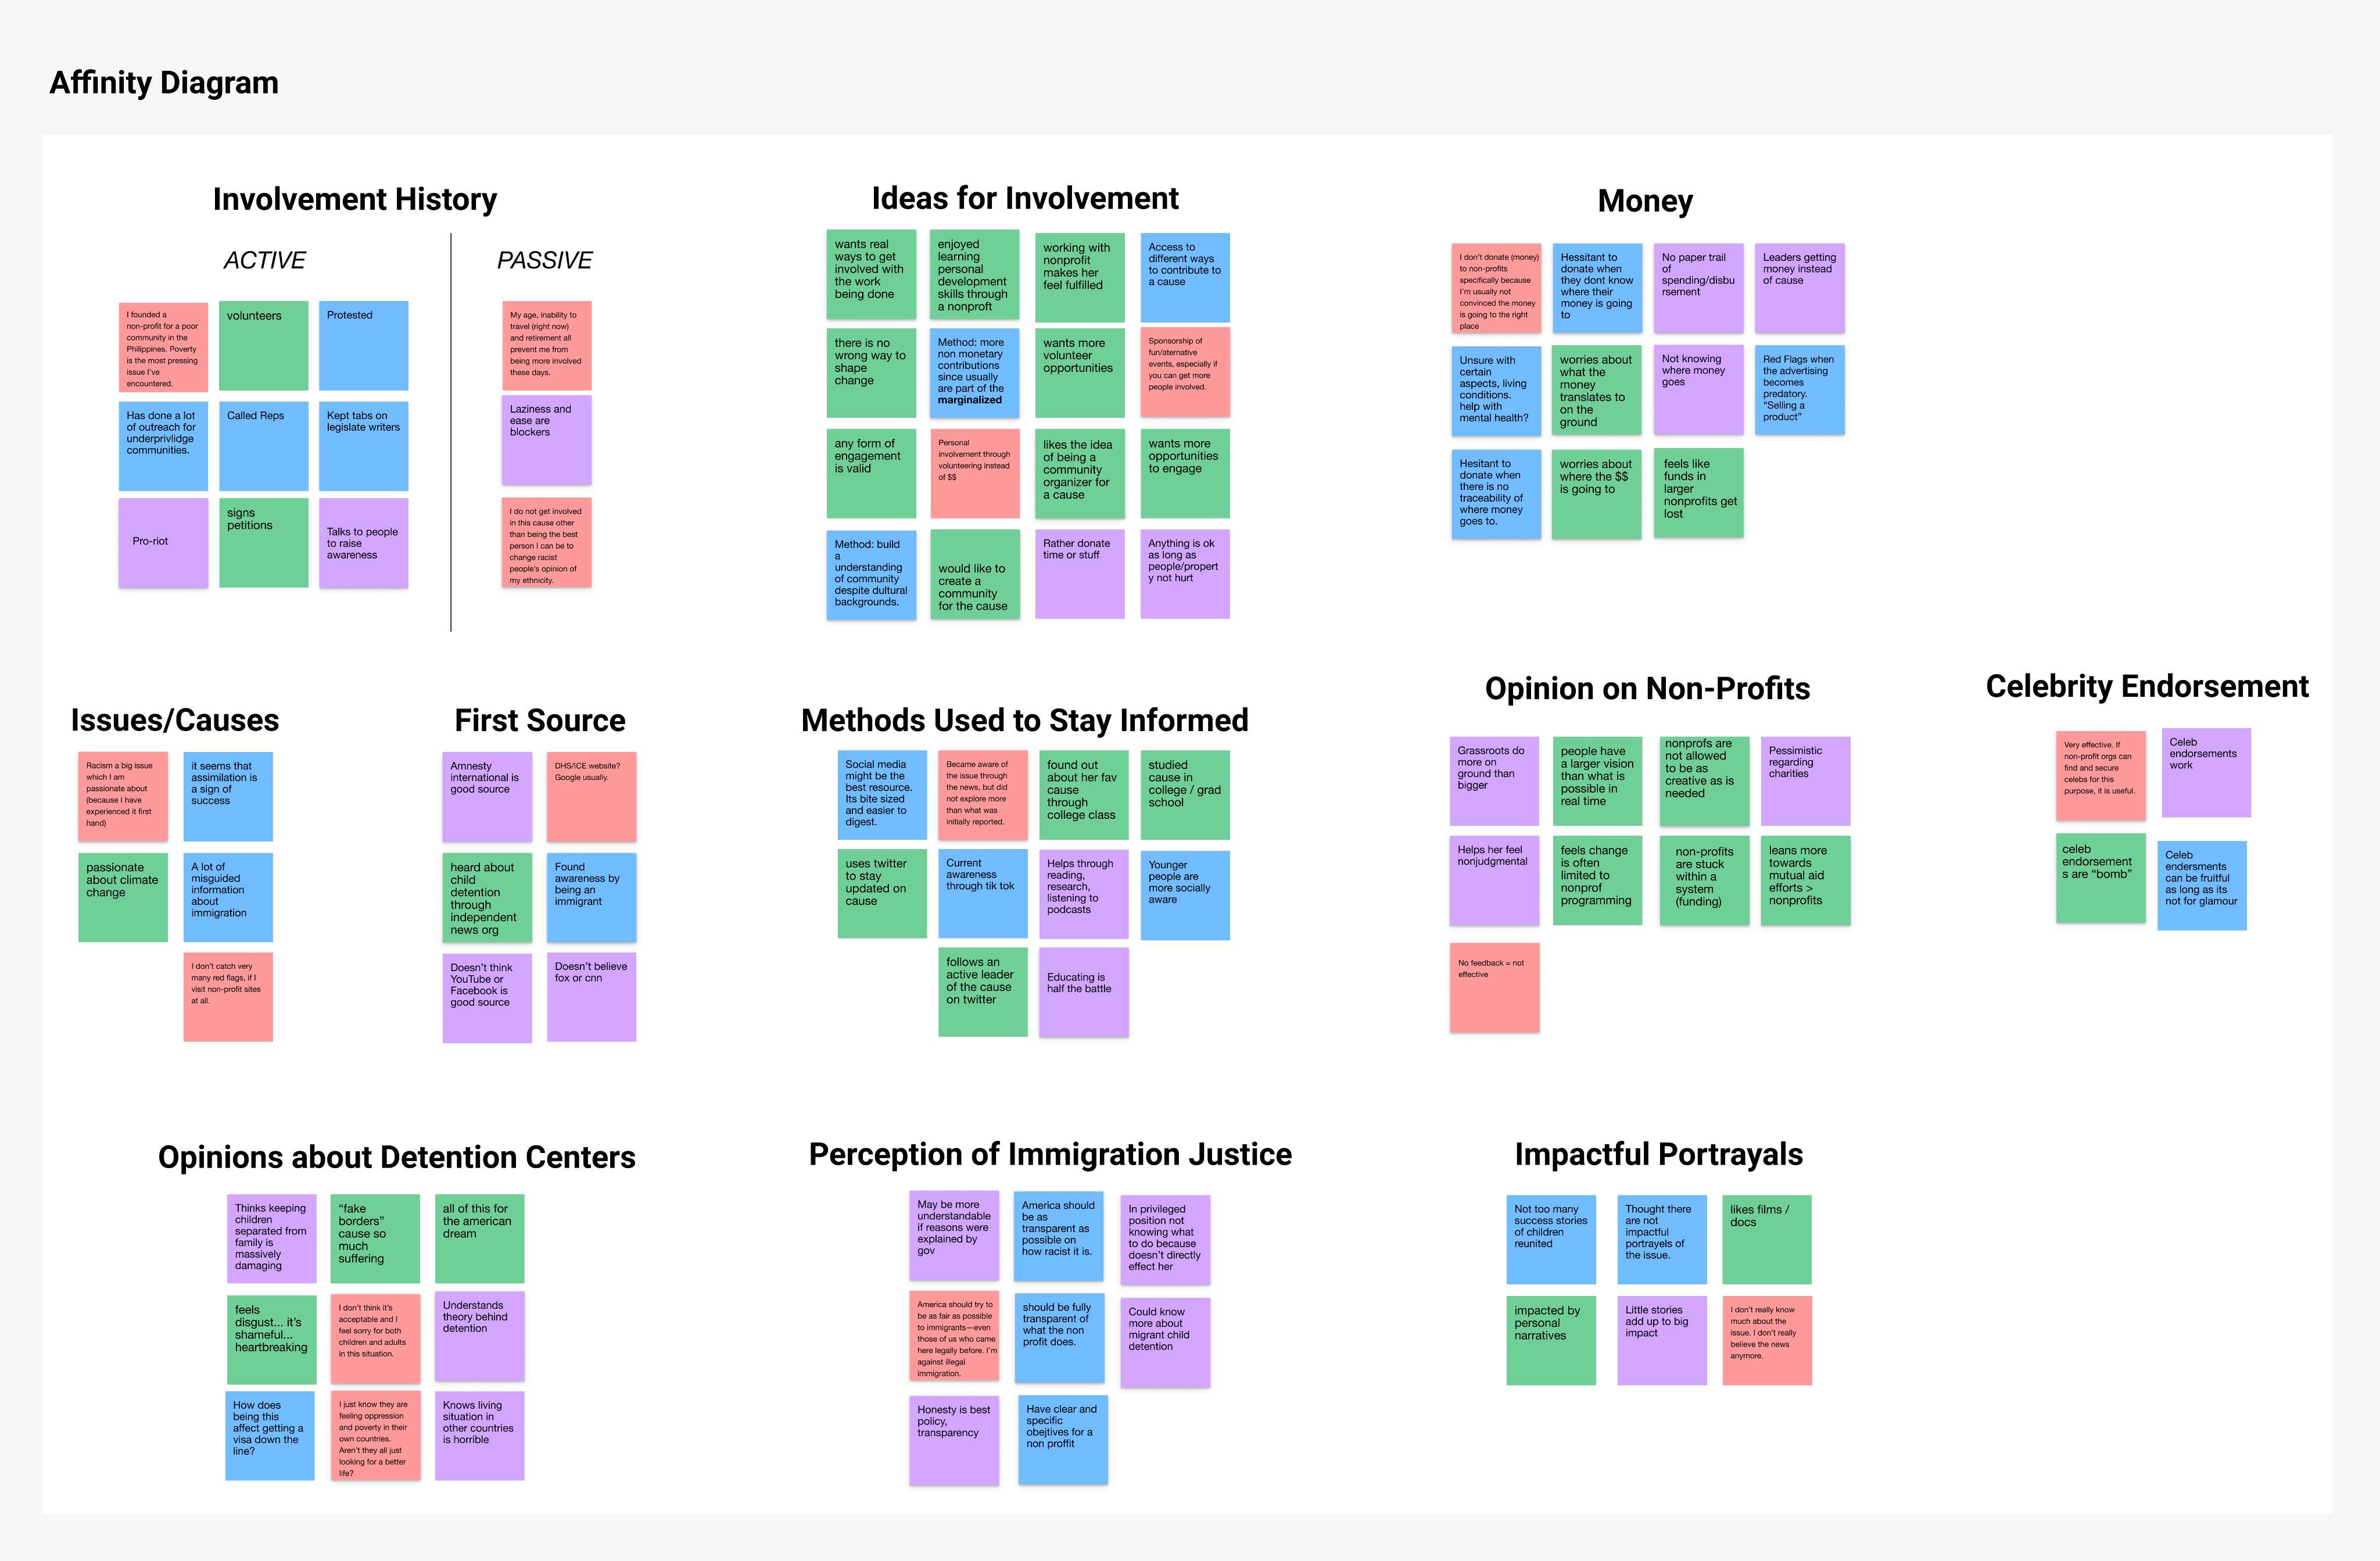 Affinity Diagram
Involvement History
ACTIVE
PASSIVE
I founded a
non-profit for a poor
community in the
Philippines. Poverty
is the most pressing
issue I've
encountered.
volunteers
Protested
Has done a lot
of outreach for
underprivlidge
communities.
Called Reps
Kept tabs on
legislate writers
Pro-riot
signs
petitions
Talks to people
to raise
awareness
My age, inability to
travel (right now)
and retirement all
prevent me from
being more involved
these days.
Laziness and
ease are
blockers
I do not get involved
in this cause other
than being the best
person I can be to
change racist
people's opinion of
my ethnicity.
Ideas for Involvement
wants real
ways to get
involved with
the work
being done
enjoyed
learning
personal
development
skills through
a nonproft
working with
nonprofit
makes her
feel fulfilled
Access to
different ways
to contribute to
a cause
there is no
wrong way to
shape
change
Method: more
non monetary
contributions
since usually
are part of the
marginalized
wants more
volunteer
opportunities
Sponsorship of
fun/aternative
events, especially if
you can get more
people involved.
any form of
engagement
is valid
Personal
involvement through
volunteering instead
of $$
likes the idea
of being a
community
organizer for
a cause
wants more
opportunities
to engage
Method: build
a
understanding
of community
despite dultural
backgrounds.
would like to
create a
community
for the cause
Rather donate
time or stuff
Anything is ok
as long as
people/propert
y not hurt
Money
I don't donate (money)
to non-profits
specifically because
I'm usually not
convinced the money
is going to the right
place
Hessitant to
donate when
they dont know
where their
money is going
to
No paper trail
of
spending/disbu
rsement
Leaders getting
money instead
of cause
Unsure with
certain
aspects, living
conditions.
help with
mental health?
worries about
what the
money
translates to
on the
ground
Not knowing
where money
goes
Red Flags when
the advertising
becomes
predatory.
“Selling a
product”
Hesitant to
donate when
there is no
traceability of
where money
goes to.
worries about
where the $$
is going to
feels like
funds in
larger
nonprofits get
lost
Issues/Causes
Racism a big issue
which I am
passionate about
(because I have
experienced it first
hand)
it seems that
assimilation is
a sign of
success
passionate
about climate
change
A lot of
misguided
information
about
immigration
I don't catch very
many red flags, if I
visit non-profit sites
at all.
First Source
Amnesty
international is
good source
DHS/ICE website?
Google usually.
heard about
child
detention
through
independent
news org
Found
awareness by
being an
immigrant
Doesn't think
YouTube or
Facebook is
good source
Doesn't believe
fox or cnn
Methods Used to Stay Informed
Social media
might be the
best resource.
Its bite sized
and easier to
digest.
Became aware of
the issue through
the news, but did
not explore more
than what was
initially reported.
found out
about her fav
cause
through
college class
studied
cause in
college / grad
school
uses twitter
to stay
updated on
cause
Current
awareness
through tik tok
Helps through
reading,
research,
listening to
podcasts
Younger
people are
more socially
aware
follows an
active leader
of the cause
on twitter
Educating is
half the battle
Opinion on Non-Profits
Grassroots do
more on
ground than
bigger
people have
a larger vision
than what is
possible in
real time
nonprofs are
not allowed
to be as
creative as is
needed
Pessimistic
regarding
charities
Helps her feel
nonjudgmental
feels change
is often
limited to
nonprof
programming
non-profits
are stuck
within a
system
(funding)
leans more
towards
mutual aid
efforts >
nonprofits
No feedback = not
effective
Celebrity Endorsement
Very effective. If
non-profit orgs can
find and secure
celebs for this
purpose, it is useful.
Celeb
endorsements
work
celeb
endorsement
s are “bomb”
Celeb
endersments
can be fruitful
as long as its
not for glamour
Opinions about Detention Centers
Thinks keeping
children
separated from
family is
massively
damaging
“fake
borders”
cause so
much
suffering
all of this for
the american
dream
feels
disgust... it's
shameful...
heartbreaking
I don't think it's
acceptable and I
feel sorry for both
children and adults
in this situation.
Understands
theory behind
detention
How does
being this
affect getting a
visa down the
line?
I just know they are
feeling oppression
and poverty in their
own countries.
Aren't they all just
looking for a better
life?
Knows living
situation in
other countries
is horrible
Perception of Immigration Justice
May be more
understandable
if reasons were
explained by
gov
America should
be as
transparent as
possible on
how racist it is.
In privileged
position not
knowing what
to do because
doesn't directly
effect her
America should try to
be as fair as possible
to immigrants—even
those of us who came
here legally before. I'm
against illegal
immigration.
should be fully
transparent of
what the non
profit does.
Could know
more about
migrant child
detention
Honesty is best
policy,
transparency
Have clear and
specific
obejtives for a
non proffit
Impactful Portrayals
Not too many
success stories
of children
reunited
Thought there
are not
impactful
portrayels of
the issue.
likes films /
docs
impacted by
personal
narratives
Little stories
add up to big
impact
I don't really know
much about the
issue. I don't really
believe the news
anymore.